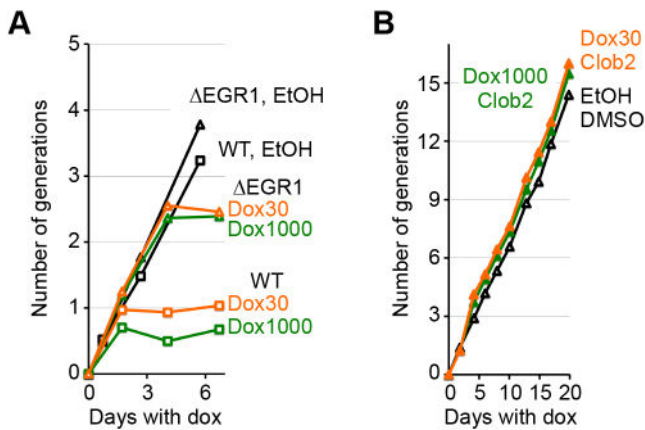 A
5
4
3
2
1
0
Number of generations
0
3
6
Days with dox
ΔEGR1, EtOH
WT, EtOH
ΔEGR1
Dox30
Dox1000
WT
Dox30
Dox1000
B
15
12
9
6
3
0
Number of generations
0
5
10
15
20
Days with dox
Dox30
Clob2
Dox1000
Clob2
EtOH
DMSO